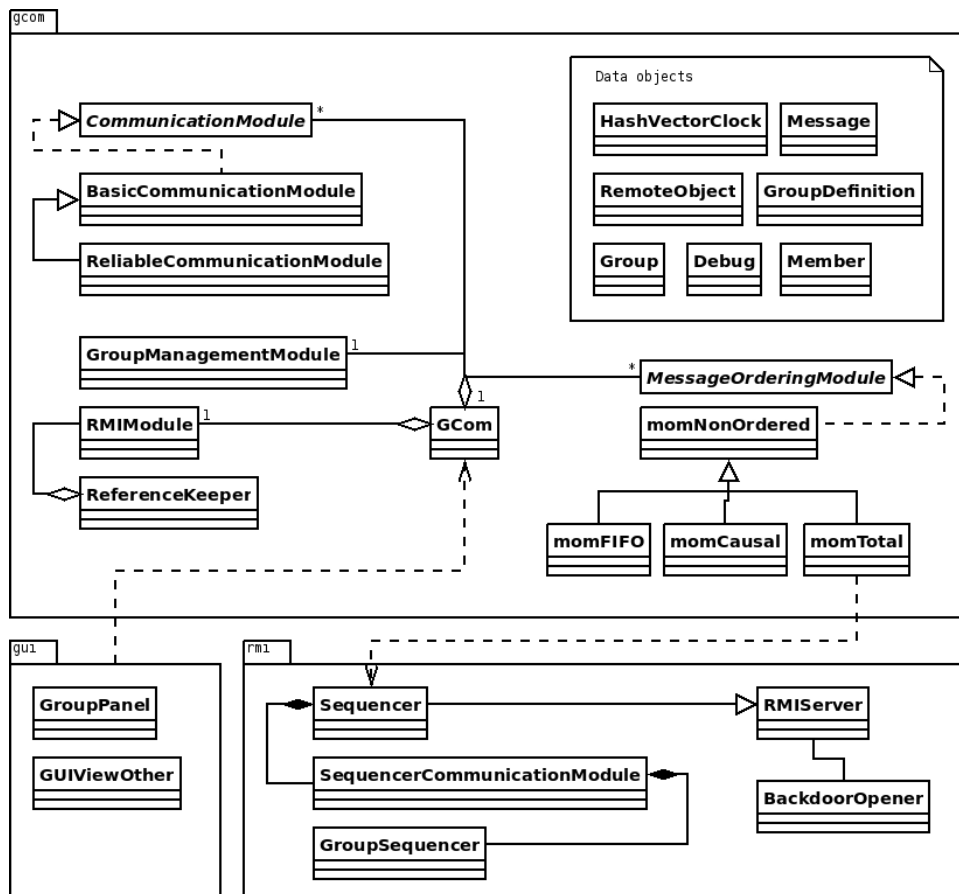 gcom
Data objects
CommunicationModule
*
HashVectorClock
Message
BasicCommunicationModule
RemoteObject
GroupDefinition
ReliableCommunicationModule
Group
Debug
Member
GroupManagementModule
1
*
MessageOrderingModule
1
RMIModule
1
GCom
momNonOrdered
ReferenceKeeper
momFIFO
momCausal
momTotal
gui
rmi
GroupPanel
Sequencer
RMIServer
GUIViewOther
SequencerCommunicationModule
BackdoorOpener
GroupSequencer